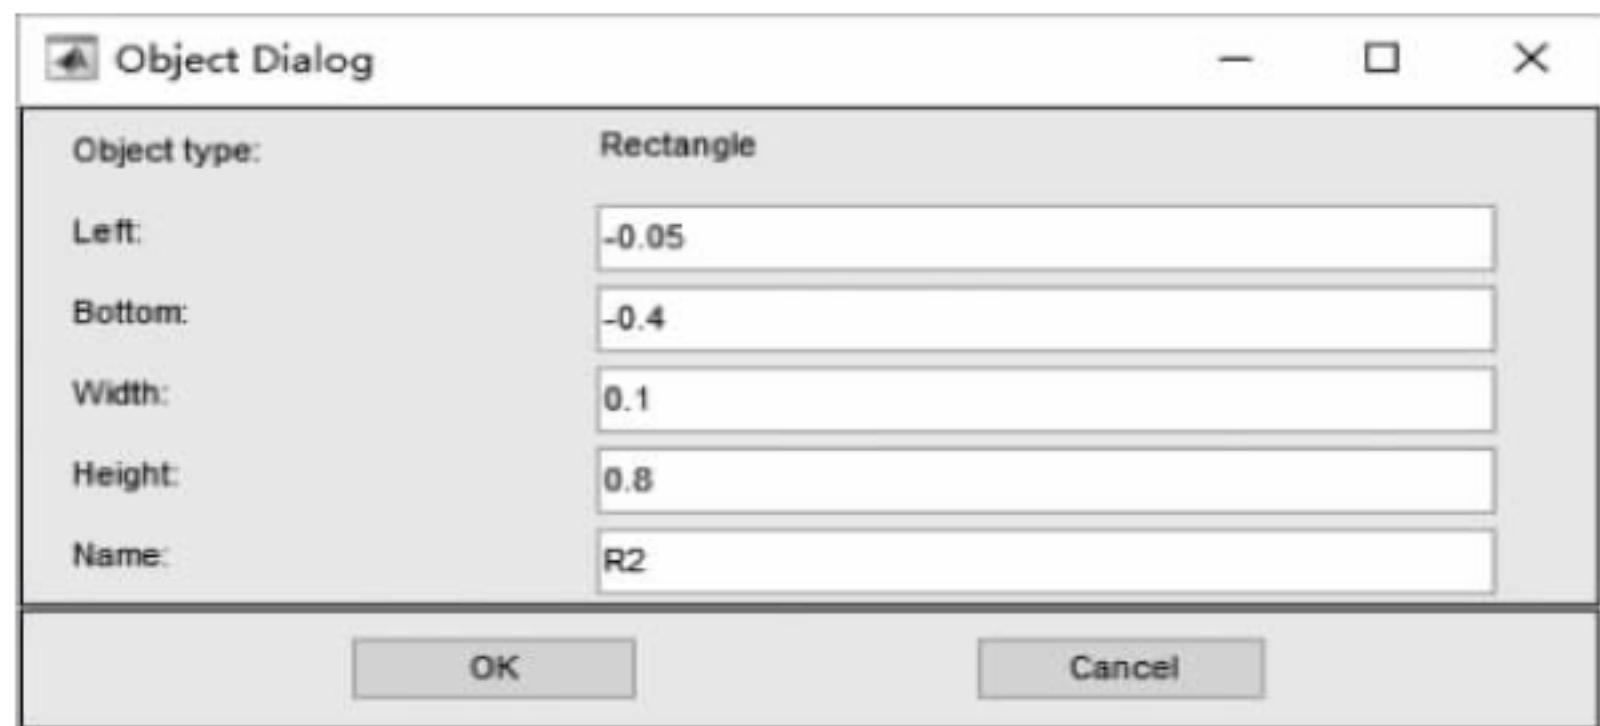 Object Dialog
Object type: Rectangle
Left: -0.05
Bottom: -0.4
Width: 0.1
Height: 0.8
Name: R2
OK Cancel